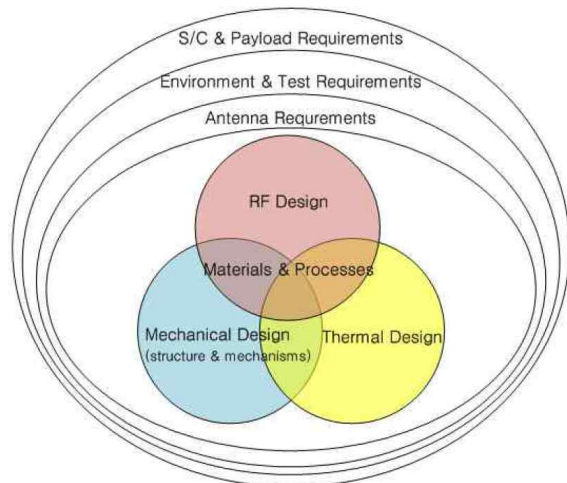 S/C & Payload Requirements
Environment & Test Requirements
Antenna Requrements
RF Design
Materials & Processes
Mechanical Design
(structure & mechanisms)
Thermal Design